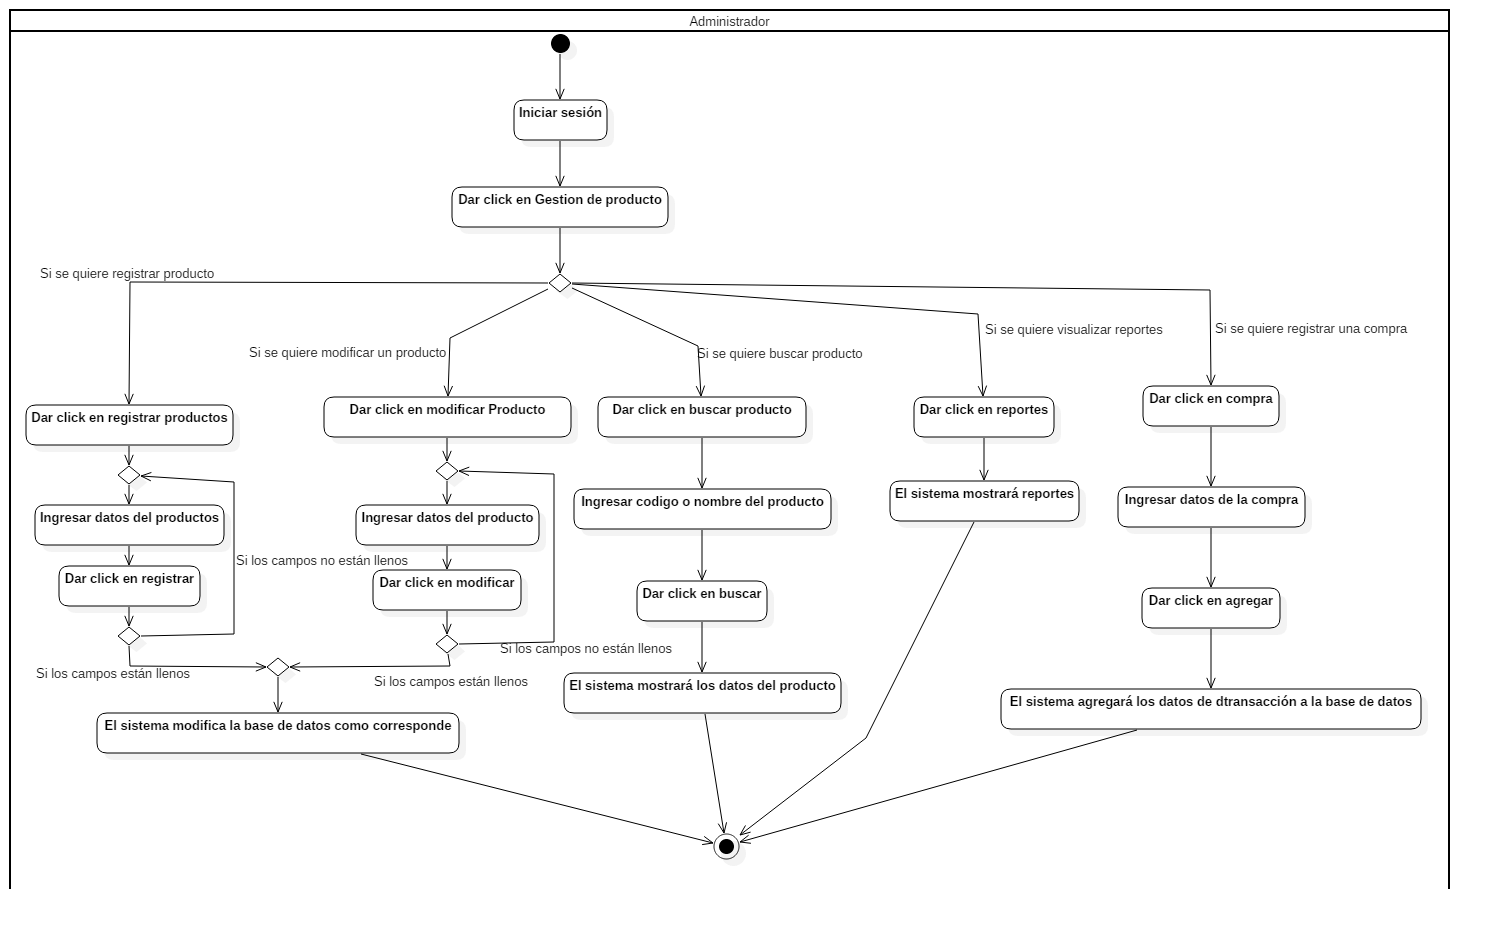 Administrador
Iniciar sesión
Dar click en Gestion de producto
Si se quiere registrar producto
Si se quiere modificar un producto
Si se quiere buscar producto
Si se quiere visualizar reportes
Si se quiere registrar una compra
Dar click en registrar productos
Dar click en modificar Producto
Dar click en buscar producto
Dar click en reportes
Dar click en compra
Ingresar datos del productos
Ingresar datos del producto
Ingresar codigo o nombre del producto
El sistema mostrará reportes
Ingresar datos de la compra
Si los campos no están llenos
Dar click en registrar
Dar click en modificar
Dar click en buscar
Dar click en agregar
Si los campos no están llenos
Si los campos están llenos
Si los campos están llenos
El sistema mostrará los datos del producto
El sistema agregará los datos de dtransacción a la base de datos
El sistema modifica la base de datos como corresponde